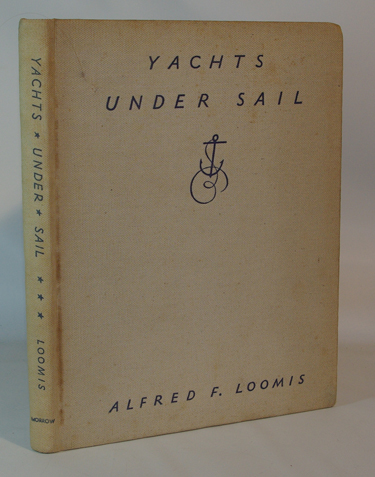 YACHTS
UNDER SAIL
ALFRED F. LOOMIS
YACHTS * UNDER * SAIL * * * LOOMIS
MORROW